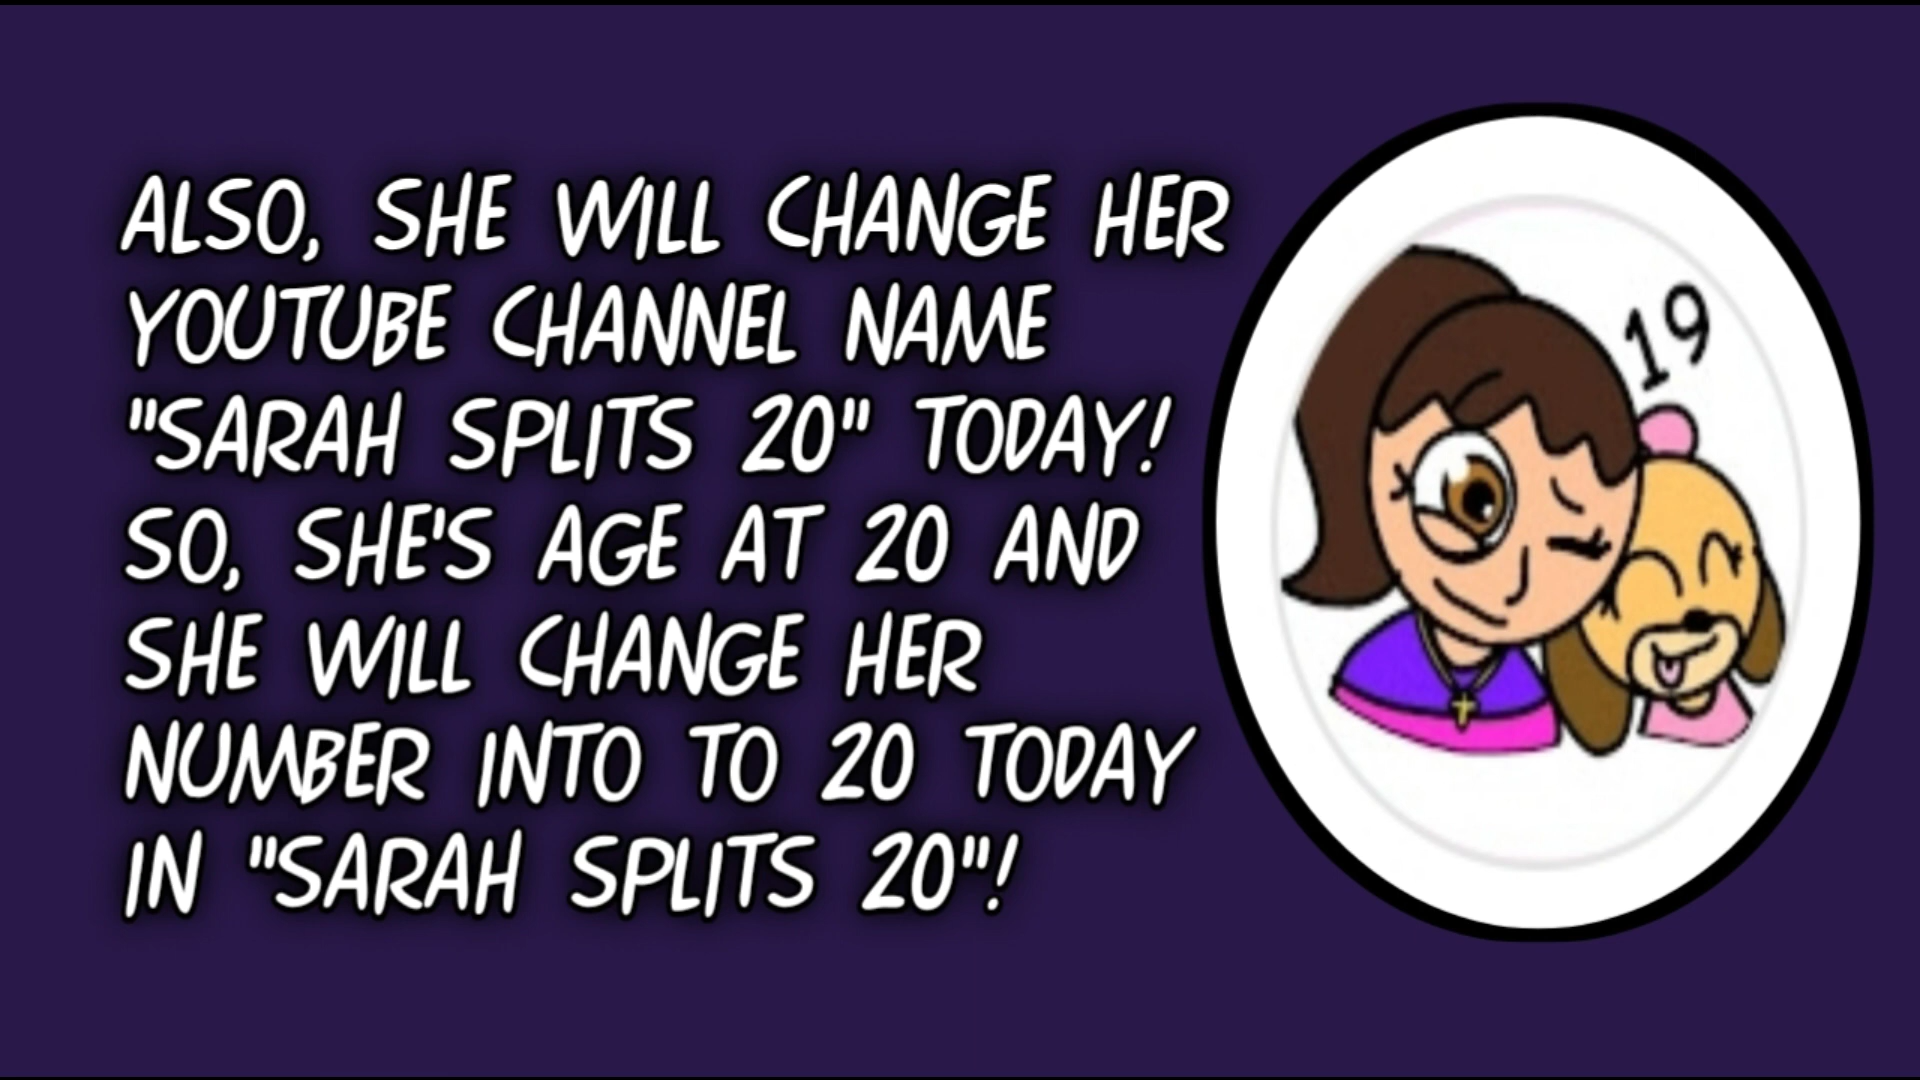 ALSO, SHE WILL CHANGE HER
YOUTUBE CHANNEL NAME
"SARAH SPLITS 20" TODAY!
SO, SHE'S AGE AT 20 AND
SHE WILL CHANGE HER
NUMBER INTO TO 20 TODAY
IN "SARAH SPLITS 20"!
19